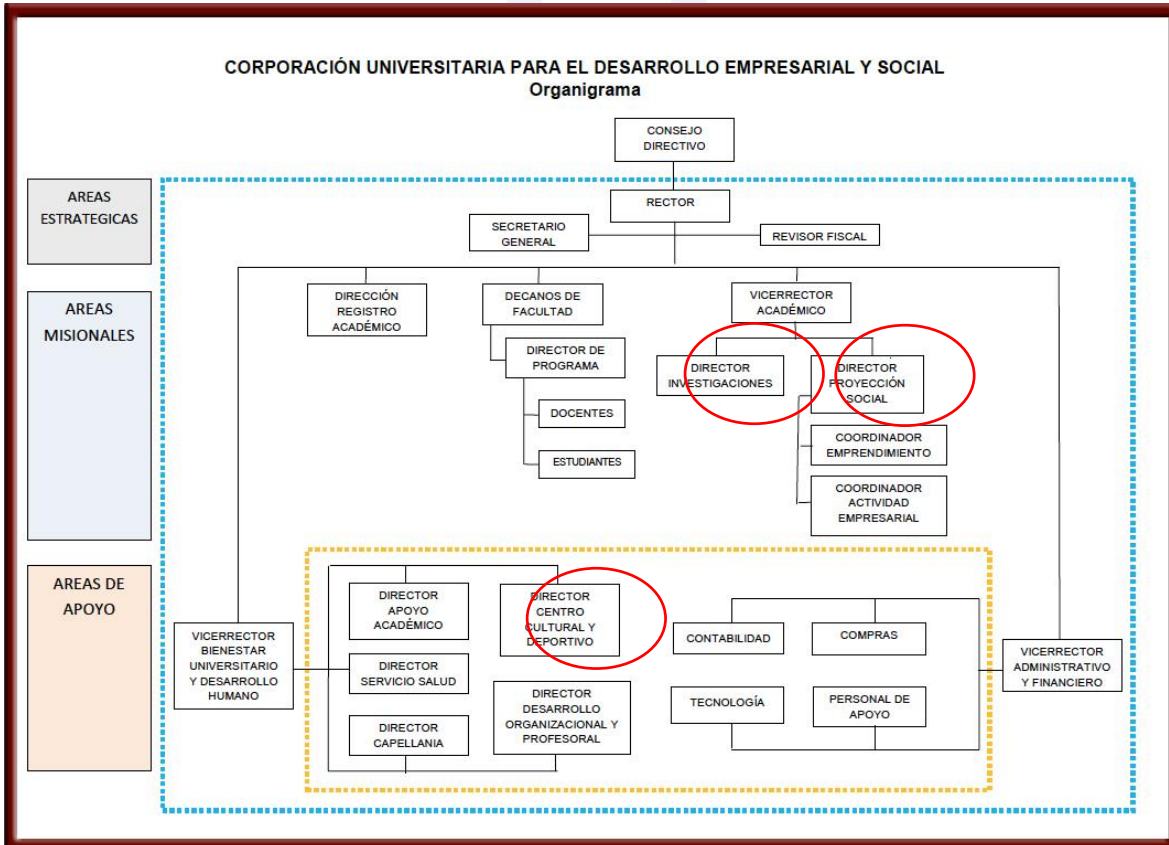 CORPORACIÓN UNIVERSITARIA PARA EL DESARROLLO EMPRESARIAL Y SOCIAL
Organigrama
CONSEJO
DIRECTIVO
AREAS
ESTRATEGICAS
RECTOR
SECRETARIO
GENERAL
REVISOR FISCAL
AREAS
MISIONALES
DIRECCIÓN
REGISTRO
ACADÉMICO
DECANOS DE
FACULTAD
VICERRECTOR
ACADÉMICO
DIRECTOR DE
PROGRAMA
DOCENTES
ESTUDIANTES
DIRECTOR
INVESTIGACIONES
DIRECTOR
PROYECCIÓN
SOCIAL
COORDINADOR
EMPRENDIMIENTO
COORDINADOR
ACTIVIDAD
EMPRESARIAL
AREAS DE
APOYO
VICERRECTOR
BIENESTAR
UNIVERSITARIO
Y DESARROLLO
HUMANO
DIRECTOR
APOYO
ACADÉMICO
DIRECTOR
CENTRO
CULTURAL Y
DEPORTIVO
DIRECTOR
SERVICIO SALUD
DIRECTOR
CAPELLANIA
DIRECTOR
DESARROLLO
ORGANIZACIONAL Y
PROFESORAL
CONTABILIDAD
COMPRAS
TECNOLOGÍA
PERSONAL DE
APOYO
VICERRECTOR
ADMINISTRATIVO
Y FINANCIERO